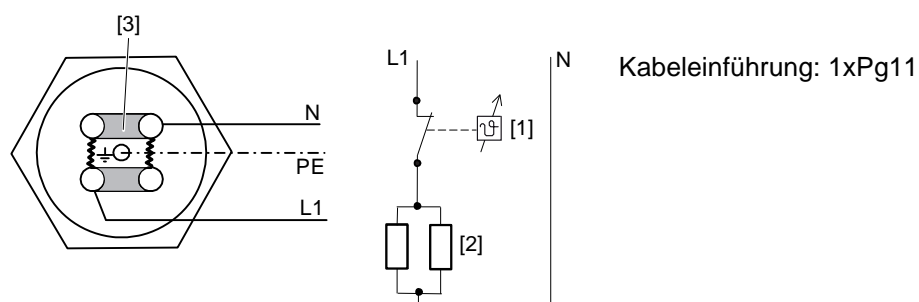 [3]
N
PE
L1
L1
N
[1]
ϑ
[2]
Kabeleinführung: 1xPg11